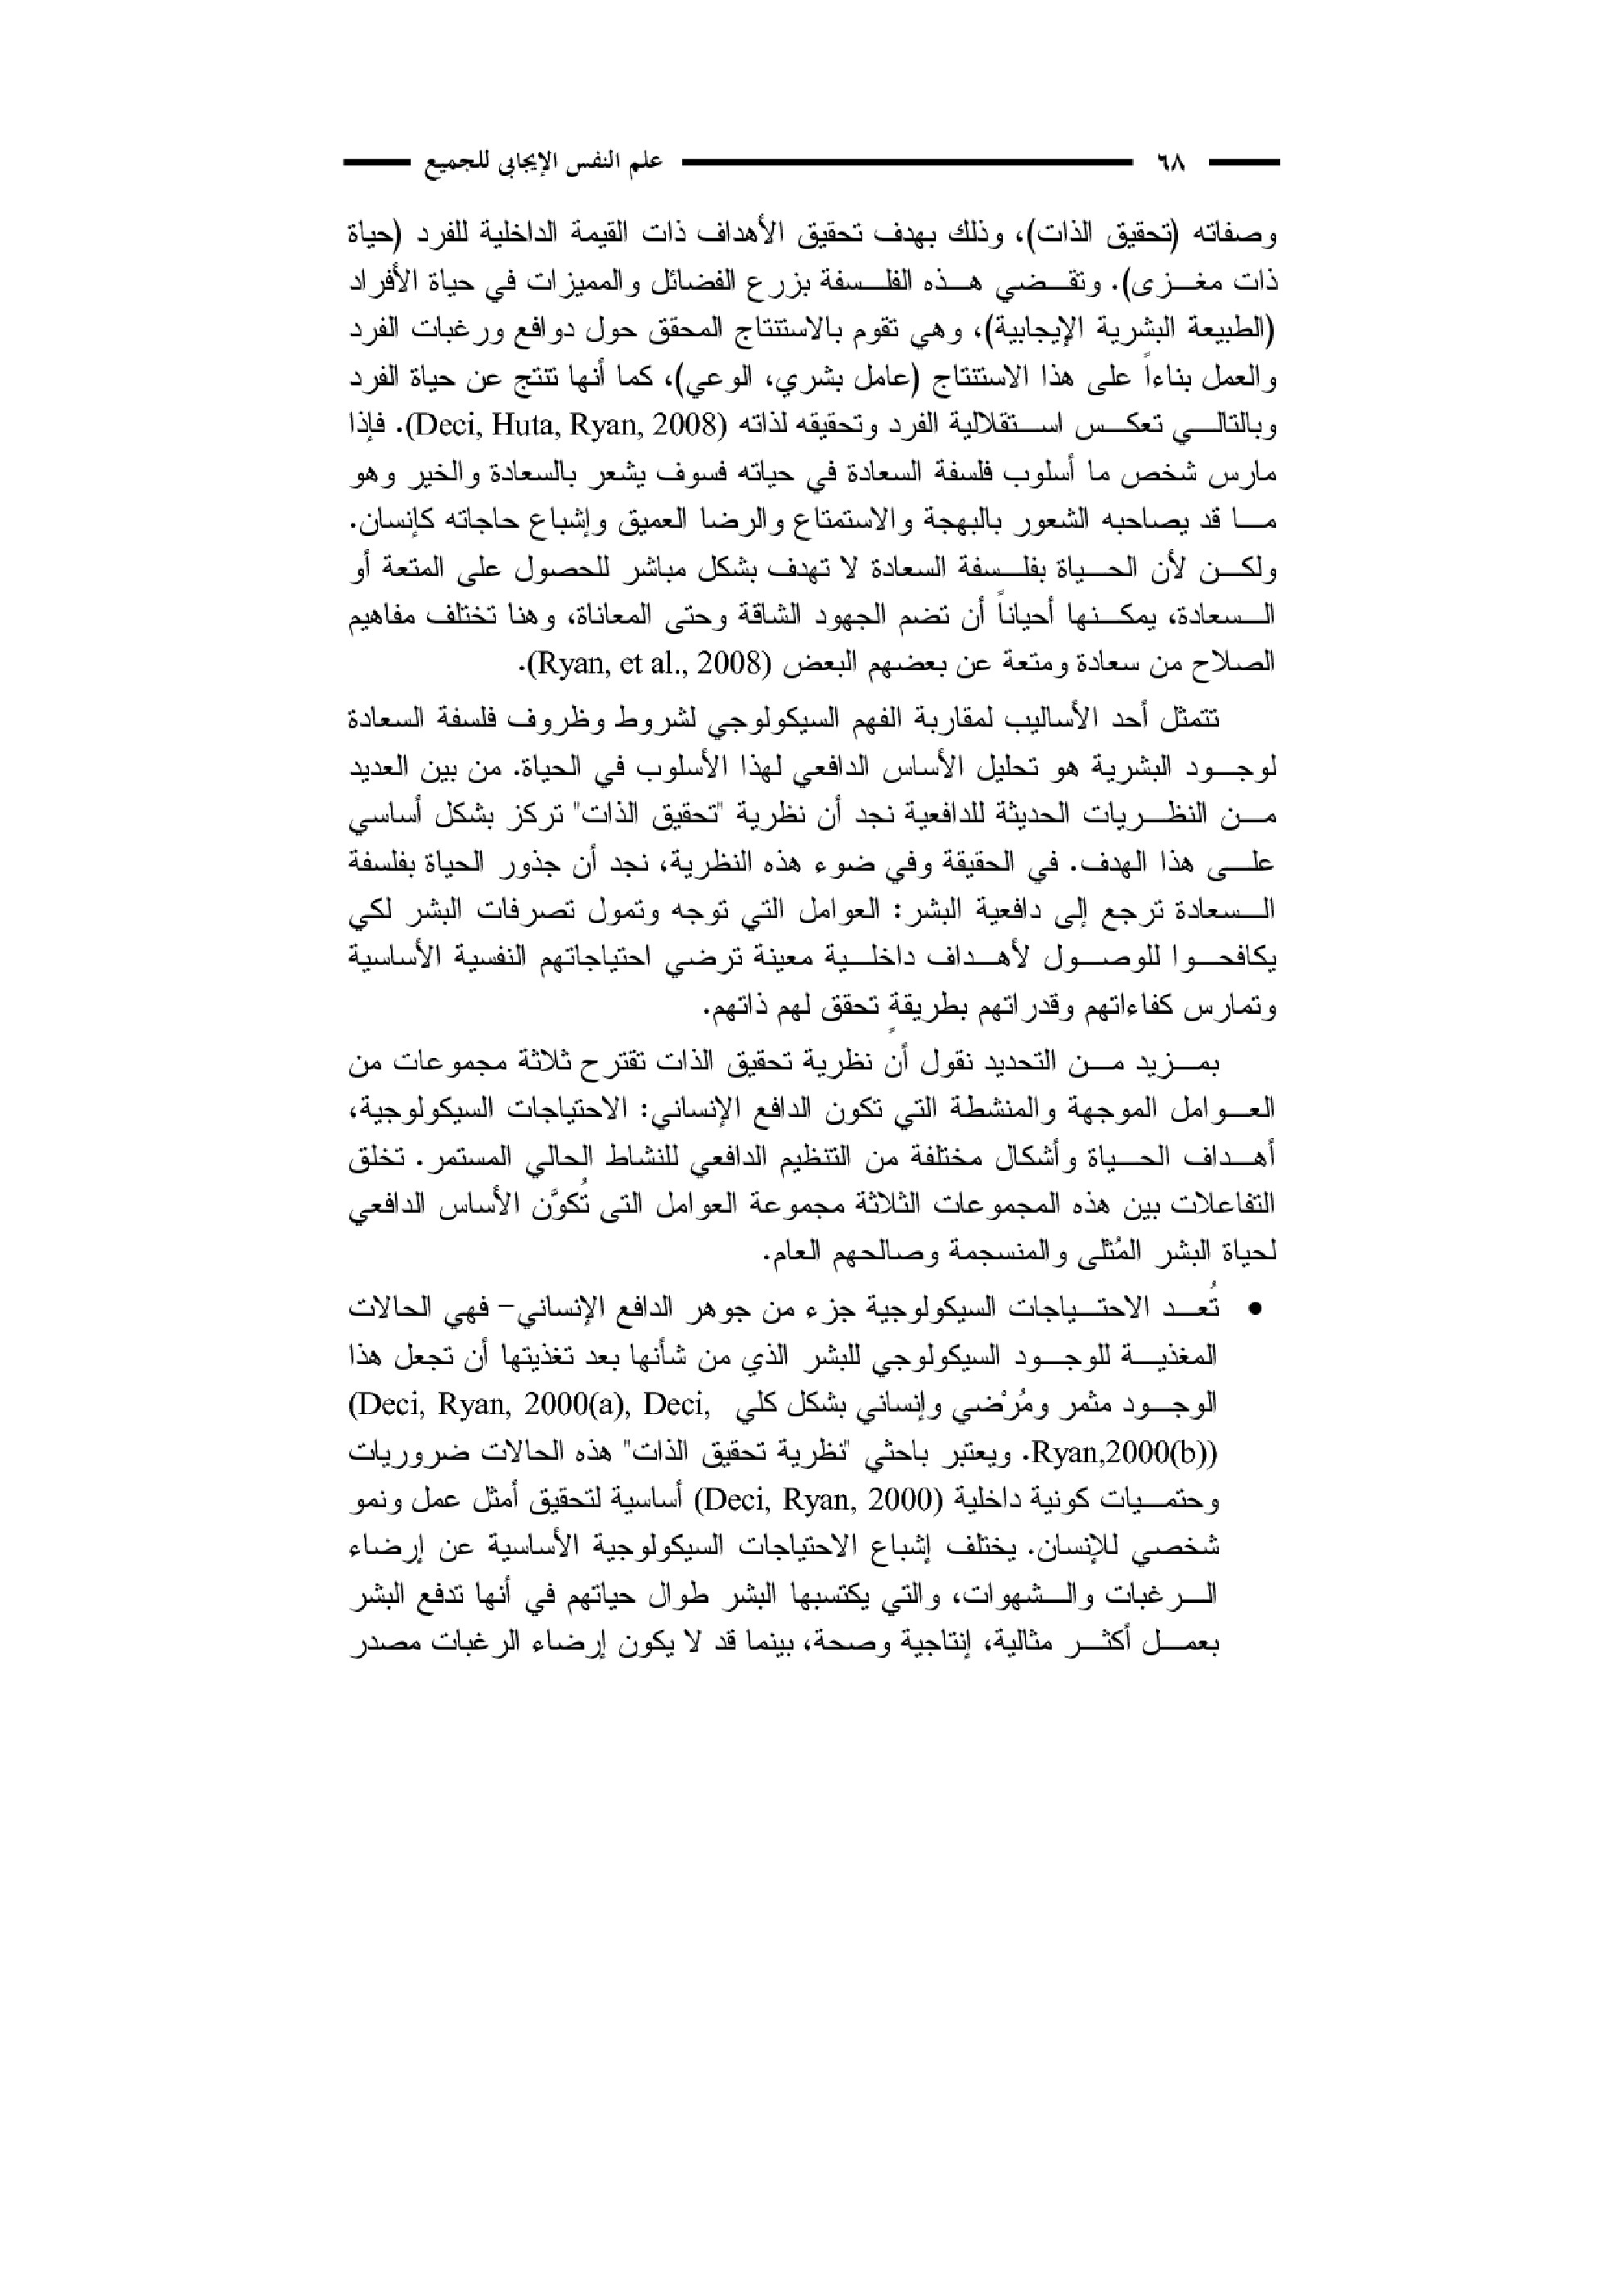 ٦٨ علم النفس الإيجابي للجميع
وصفاته (تحقيق الذات)، وذلك بهدف تحقيق الأهداف ذات القيمة الداخلية للفرد (حياة
ذات مغزى). وتقضي هذه الفلسفة بزرع الفضائل والمميزات في حياة الأفراد
(الطبيعة البشرية الإيجابية)، وهي تقوم بالاستنتاج المحقق حول دوافع ورغبات الفرد
والعمل بناءاً على هذا الاستنتاج (عامل بشري، الوعي)، كما أنها تنتج عن حياة الفرد
وبالتالي تعكس استقلالية الفرد وتحقيقه لذاته (Deci, Huta, Ryan, 2008). فإذا
مارس شخص ما أسلوب فلسفة السعادة في حياته فسوف يشعر بالسعادة والخير وهو
ما قد يصاحبه الشعور بالبهجة والاستمتاع والرضا العميق وإشباع حاجاته كإنسان.
ولكن لأن الحياة بفلسفة السعادة لا تهدف بشكل مباشر للحصول على المتعة أو
السعادة، يمكنها أحياناً أن تضم الجهود الشاقة وحتى المعاناة، وهنا تختلف مفاهيم
الصلاح من سعادة ومتعة عن بعضهم البعض (Ryan, et al., 2008).
تتمثل أحد الأساليب لمقاربة الفهم السيكولوجي لشروط وظروف فلسفة السعادة
لوجود البشرية هو تحليل الأساس الدافعي لهذا الأسلوب في الحياة. من بين العديد
من النظريات الحديثة للدافعية نجد أن نظرية "تحقيق الذات" تركز بشكل أساسي
على هذا الهدف. في الحقيقة وفي ضوء هذه النظرية، نجد أن جذور الحياة بفلسفة
السعادة ترجع إلى دافعية البشر: العوامل التي توجه وتمول تصرفات البشر لكي
يكافحوا للوصول لأهداف داخلية معينة ترضي احتياجاتهم النفسية الأساسية
وتمارس كفاءاتهم وقدراتهم بطريقةٍ تحقق لهم ذاتهم.
بمزيد من التحديد نقول أن نظرية تحقيق الذات تقترح ثلاثة مجموعات من
العوامل الموجهة والمنشطة التي تكون الدافع الإنساني: الاحتياجات السيكولوجية،
أهداف الحياة وأشكال مختلفة من التنظيم الدافعي للنشاط الحالي المستمر. تخلق
التفاعلات بين هذه المجموعات الثلاثة مجموعة العوامل التى تُكوَّن الأساس الدافعي
لحياة البشر المُثلى والمنسجمة وصالحهم العام.
• تُعد الاحتياجات السيكولوجية جزء من جوهر الدافع الإنساني– فهي الحالات
المغذية للوجود السيكولوجي للبشر الذي من شأنها بعد تغذيتها أن تجعل هذا
الوجود مثمر ومُرْضي وإنساني بشكل كلي (Deci, Ryan, 2000(a), Deci,
Ryan,2000(b)). ويعتبر باحثي "نظرية تحقيق الذات" هذه الحالات ضروريات
وحتميات كونية داخلية (Deci, Ryan, 2000) أساسية لتحقيق أمثل عمل ونمو
شخصي للإنسان. يختلف إشباع الاحتياجات السيكولوجية الأساسية عن إرضاء
الرغبات والشهوات، والتي يكتسبها البشر طوال حياتهم في أنها تدفع البشر
بعمل أكثر مثالية، إنتاجية وصحة، بينما قد لا يكون إرضاء الرغبات مصدر